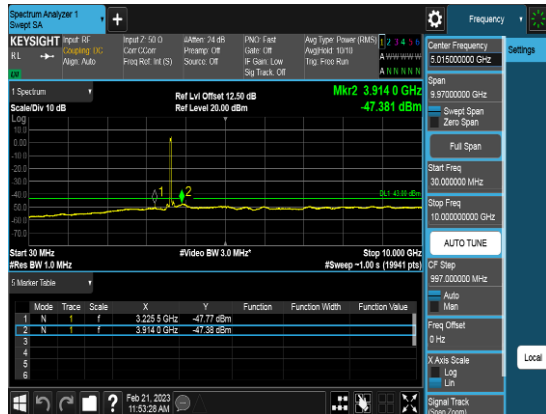 Spectrum Analyzer 1
Swept SA
+
Frequency
KEYSIGHT
RL
Input: RF
Coupling: DC
Align: Auto
Input Z: 50 Ω
Corr CCorr
Freq Ref: Int (S)
#Atten: 24 dB
Preamp: Off
Source: Off
PNO: Fast
Gate: Off
IF Gain: Low
Sig Track: Off
Avg Type: Power (RMS)
Avg|Hold: 10/10
Trig: Free Run
1 2 3 4 5 6
A W W W W W
A N N N N N
1 Spectrum
Scale/Div 10 dB
Ref Lvl Offset 12.50 dB
Ref Level 20.00 dBm
Mkr2 3.914 0 GHz
-47.381 dBm
Log
10.0
0.00
-10.0
-20.0
-30.0
-40.0
-50.0
-60.0
-70.0
1
2
DL1 -43.00 dBm
Start 30 MHz
#Res BW 1.0 MHz
#Video BW 3.0 MHz*
Stop 10.000 GHz
#Sweep ~1.00 s (19941 pts)
5 Marker Table
Mode Trace Scale X Y Function Function Width Function Value
1 N 1 f 3.225 5 GHz -47.77 dBm
2 N 1 f 3.914 0 GHz -47.38 dBm
3
4
5
6
Feb 21, 2023
11:53:28 AM
Center Frequency
5.015000000 GHz
Span
9.97000000 GHz
Swept Span
Zero Span
Full Span
Start Freq
30.000000 MHz
Stop Freq
10.000000000 GHz
AUTO TUNE
CF Step
997.000000 MHz
Auto
Man
Freq Offset
0 Hz
X Axis Scale
Log
Lin
Signal Track
(Span Zoom)
Settings
Local